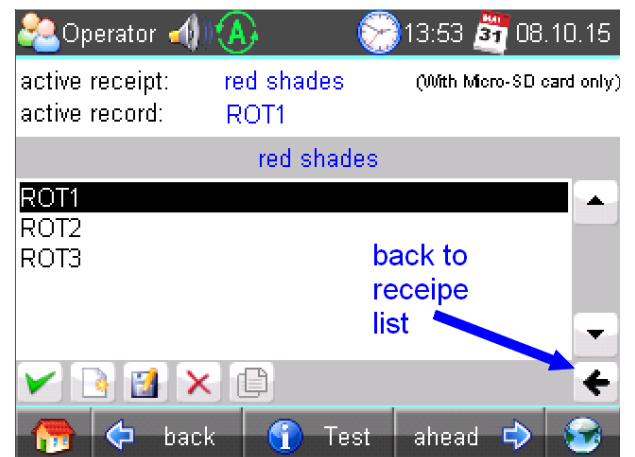 Operator A 13:53 31 08.10.15
active receipt: red shades (With Micro-SD card only)
active record: ROT1
red shades
ROT1
ROT2
ROT3
back to
receipe
list
back i Test ahead